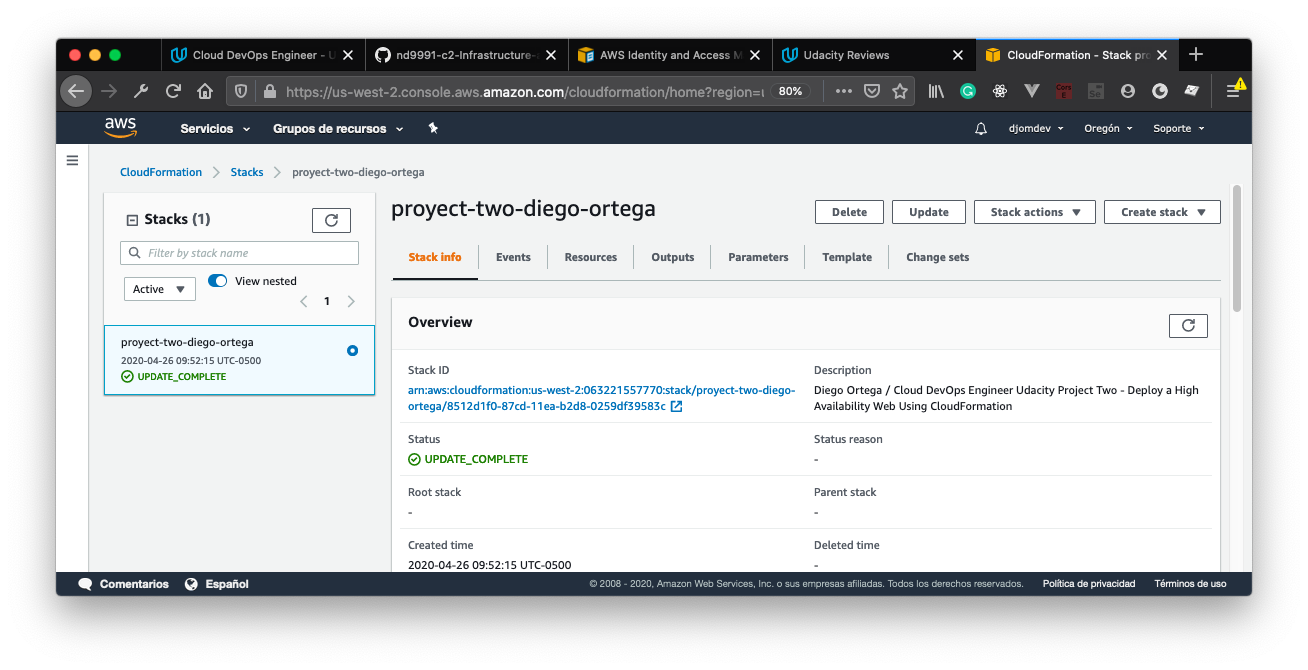 Cloud DevOps Engineer - U
nd9991-c2-Infrastructure-
AWS Identity and Access M
Udacity Reviews
CloudFormation - Stack pro
https://us-west-2.console.aws.amazon.com/cloudformation/home?region=u
80%
aws
Servicios
Grupos de recursos
djomdev
Oregón
Soporte
CloudFormation
Stacks
proyect-two-diego-ortega
Stacks (1)
Filter by stack name
Active
View nested
1
proyect-two-diego-ortega
2020-04-26 09:52:15 UTC-0500
UPDATE_COMPLETE
proyect-two-diego-ortega
Delete
Update
Stack actions
Create stack
Stack info
Events
Resources
Outputs
Parameters
Template
Change sets
Overview
Stack ID
arn:aws:cloudformation:us-west-2:063221557770:stack/proyect-two-diego-
ortega/8512d1f0-87cd-11ea-b2d8-0259df39583c
Description
Diego Ortega / Cloud DevOps Engineer Udacity Project Two - Deploy a High
Availability Web Using CloudFormation
Status
UPDATE_COMPLETE
Status reason
-
Root stack
-
Parent stack
-
Created time
2020-04-26 09:52:15 UTC-0500
Deleted time
-
Comentarios
Español
© 2008 - 2020, Amazon Web Services, Inc. o sus empresas afiliadas. Todos los derechos reservados.
Política de privacidad
Términos de uso